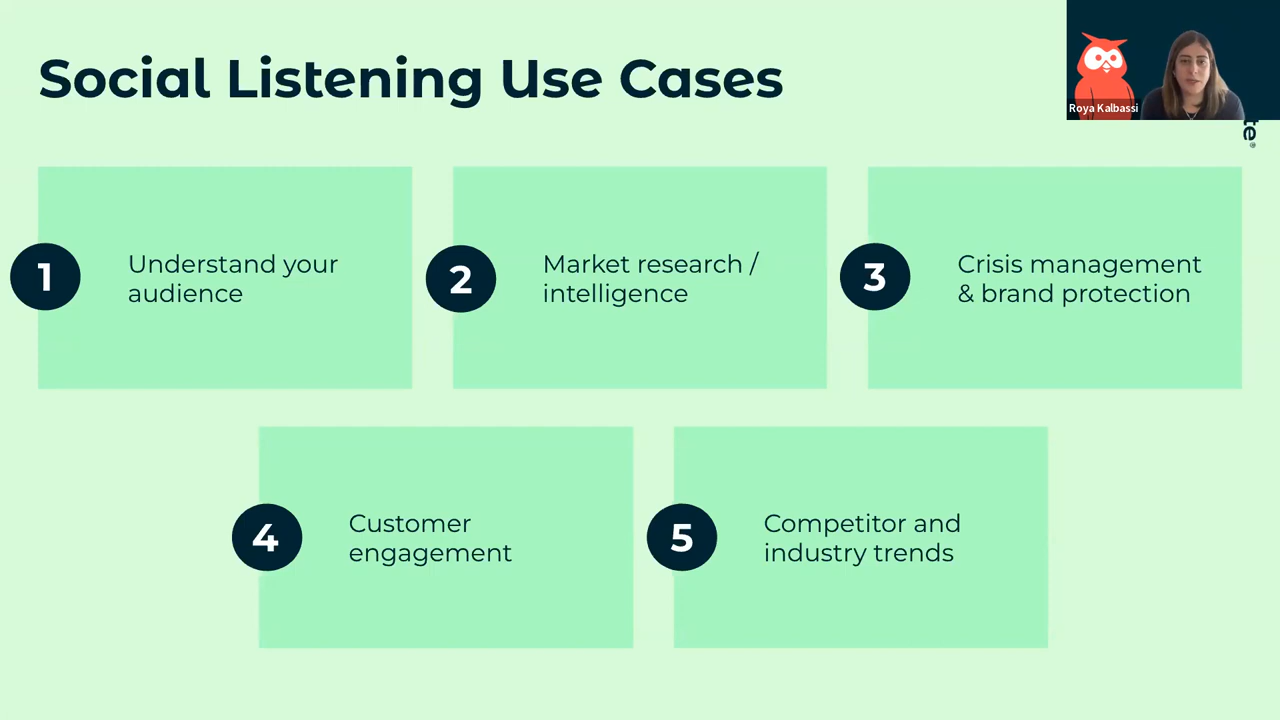 Social Listening Use Cases
Roya Kalbassi
te®
1
Understand your
audience
2
Market research /
intelligence
3
Crisis management
& brand protection
4
Customer
engagement
5
Competitor and
industry trends